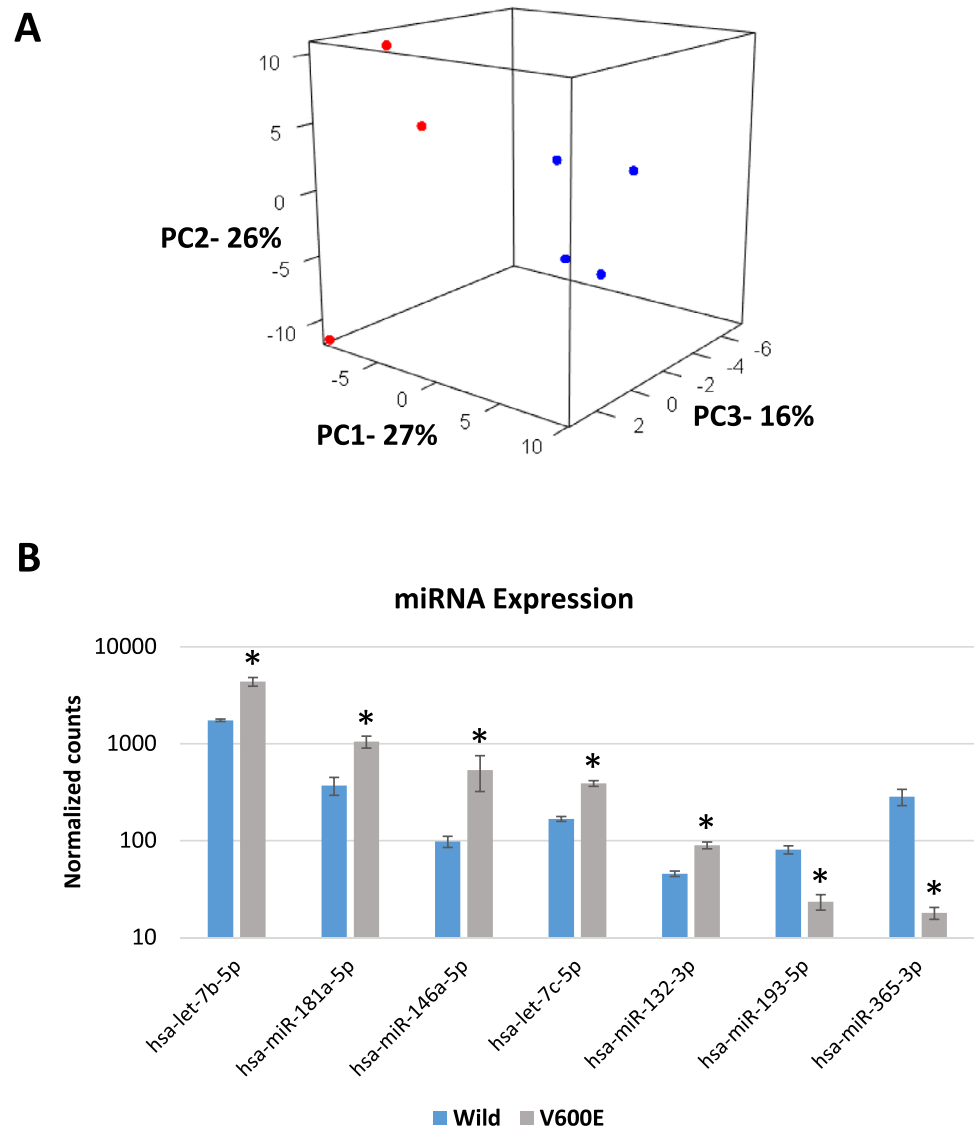 A
10
5
0
-5
-10
PC2- 26%
-5
0
5
10
PC1- 27%
-6
-4
-2
0
2
PC3- 16%
B
miRNA Expression
Normalized counts
10000
1000
100
10
*
*
*
*
*
*
*
hsa-let-7b-5p
hsa-miR-181a-5p
hsa-miR-146a-5p
hsa-let-7c-5p
hsa-miR-132-3p
hsa-miR-193-5p
hsa-miR-365-3p
Wild V600E